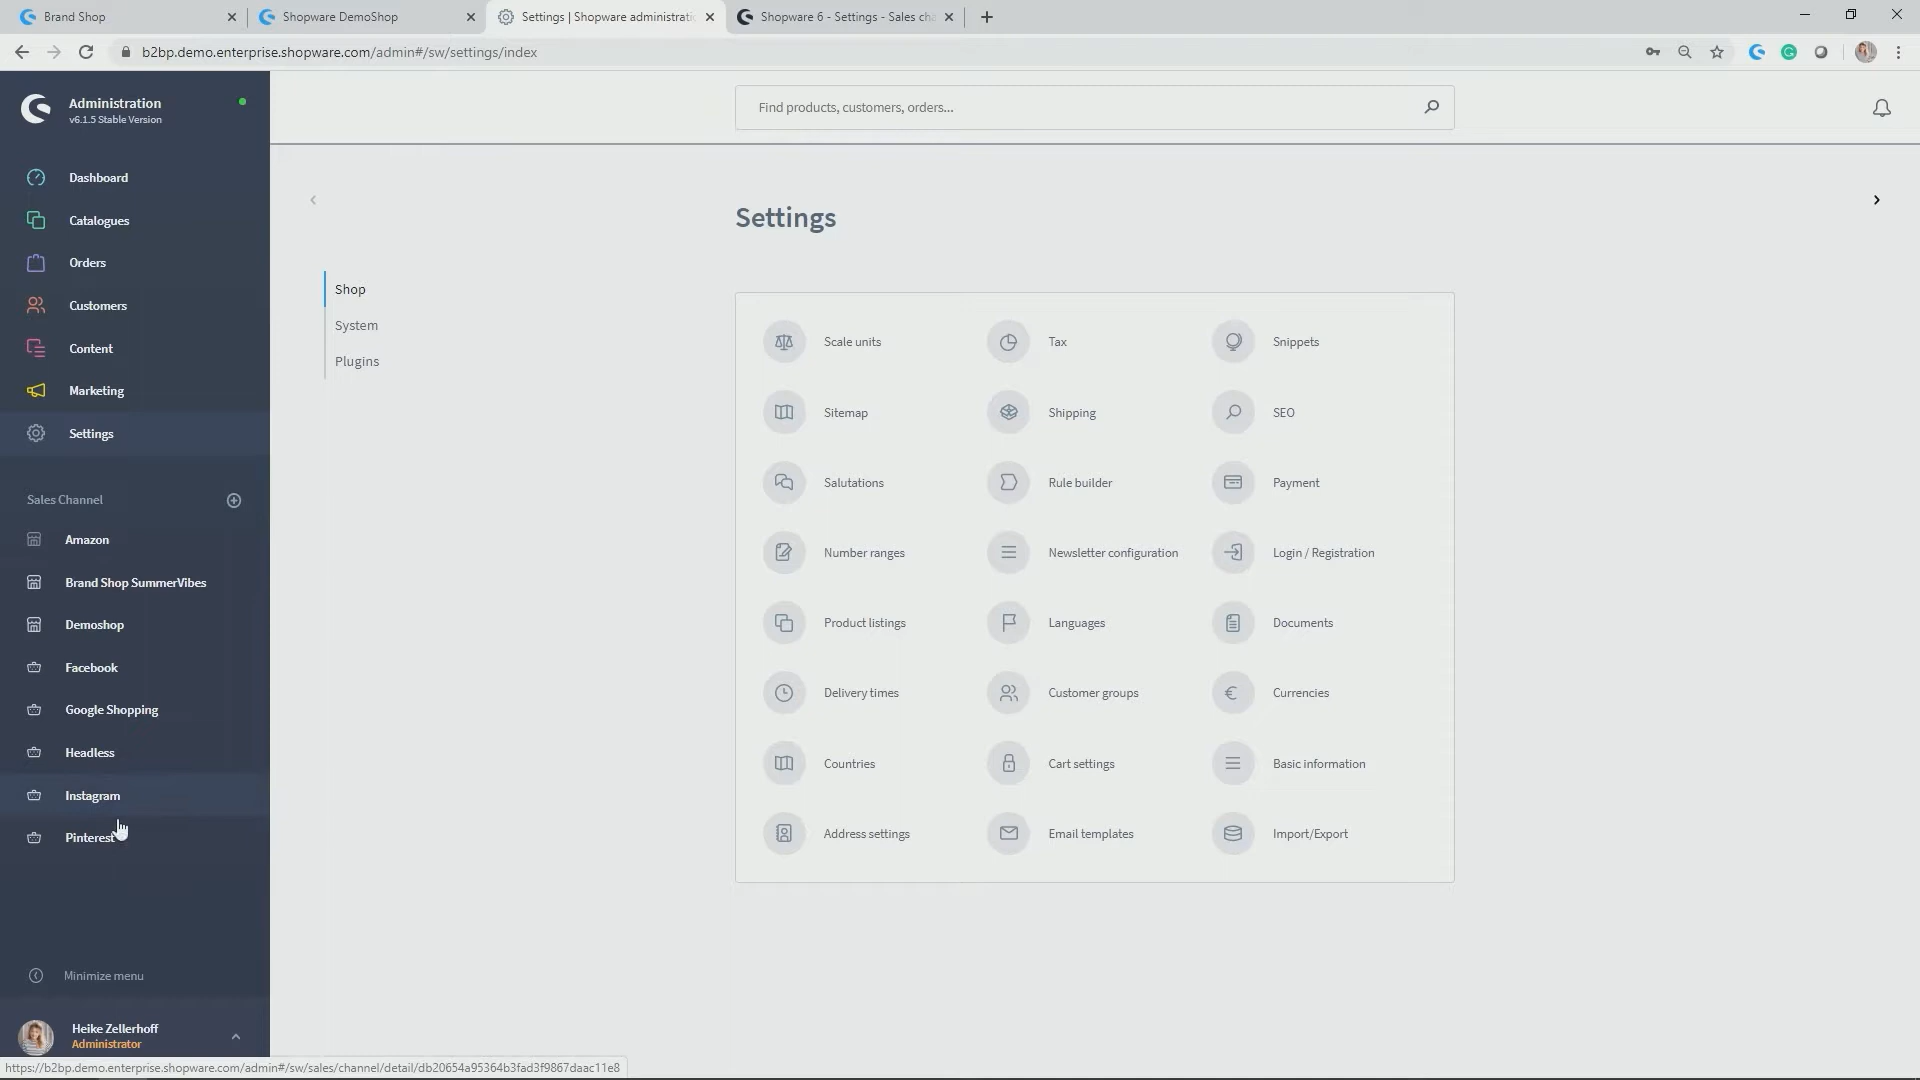 Brand Shop
Shopware DemoShop
Settings | Shopware administrati
Shopware 6 - Settings - Sales cha
b2bp.demo.enterprise.shopware.com/admin#/sw/settings/index
Administration
v6.1.5 Stable Version
Find products, customers, orders...
Dashboard
Catalogues
Orders
Customers
Content
Marketing
Settings
Sales Channel
Amazon
Brand Shop SummerVibes
Demoshop
Facebook
Google Shopping
Headless
Instagram
Pinterest
Minimize menu
Heike Zellerhoff
Administrator
Settings
Shop
System
Plugins
Scale units
Tax
Snippets
Sitemap
Shipping
SEO
Salutations
Rule builder
Payment
Number ranges
Newsletter configuration
Login / Registration
Product listings
Languages
Documents
Delivery times
Customer groups
Currencies
Countries
Cart settings
Basic information
Address settings
Email templates
Import/Export
https://b2bp.demo.enterprise.shopware.com/admin#/sw/sales/channel/detail/db20654a95364b3fad3f9867daac11e8